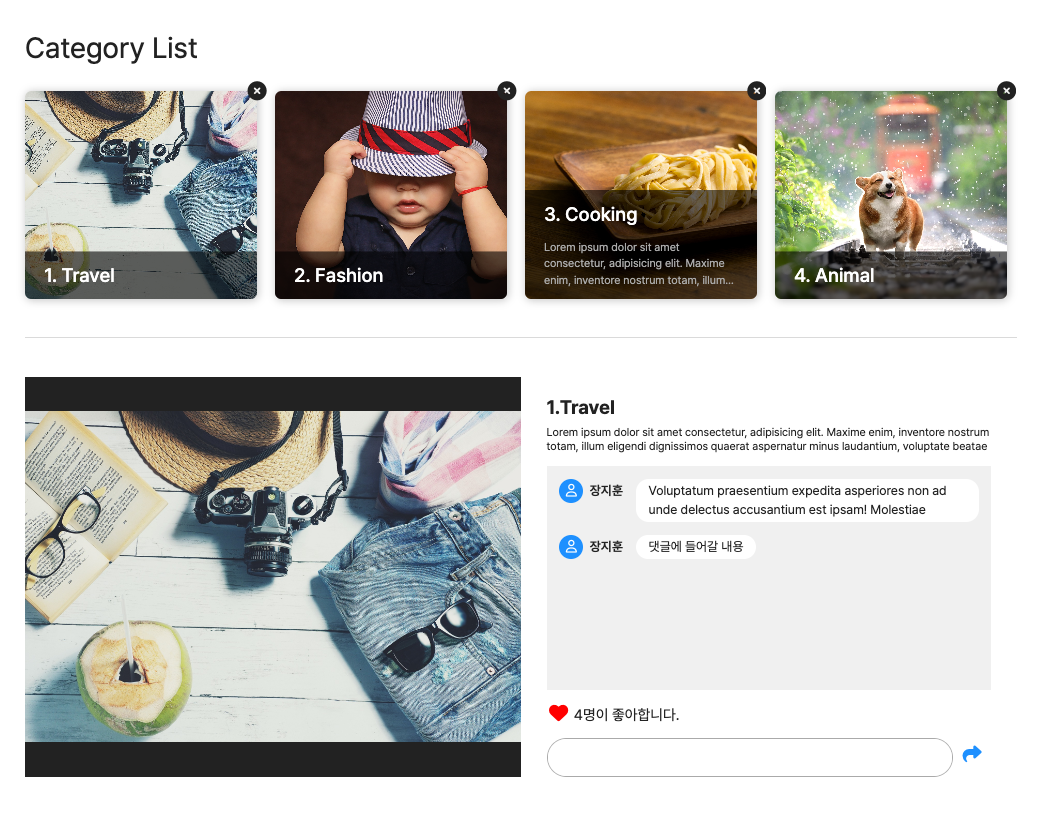 Category List
1. Travel
2. Fashion
3. Cooking
Lorem ipsum dolor sit amet
consectetur, adipisicing elit. Maxime
enim, inventore nostrum totam, illum...
4. Animal
1.Travel
Lorem ipsum dolor sit amet consectetur, adipisicing elit. Maxime enim, inventore nostrum
totam, illum eligendi dignissimos quaerat aspernatur minus laudantium, voluptate beatae
장지훈
Voluptatum praesentium expedita asperiores non ad
unde delectus accusantium est ipsam! Molestiae
장지훈
댓글에 들어갈 내용
4명이 좋아합니다.